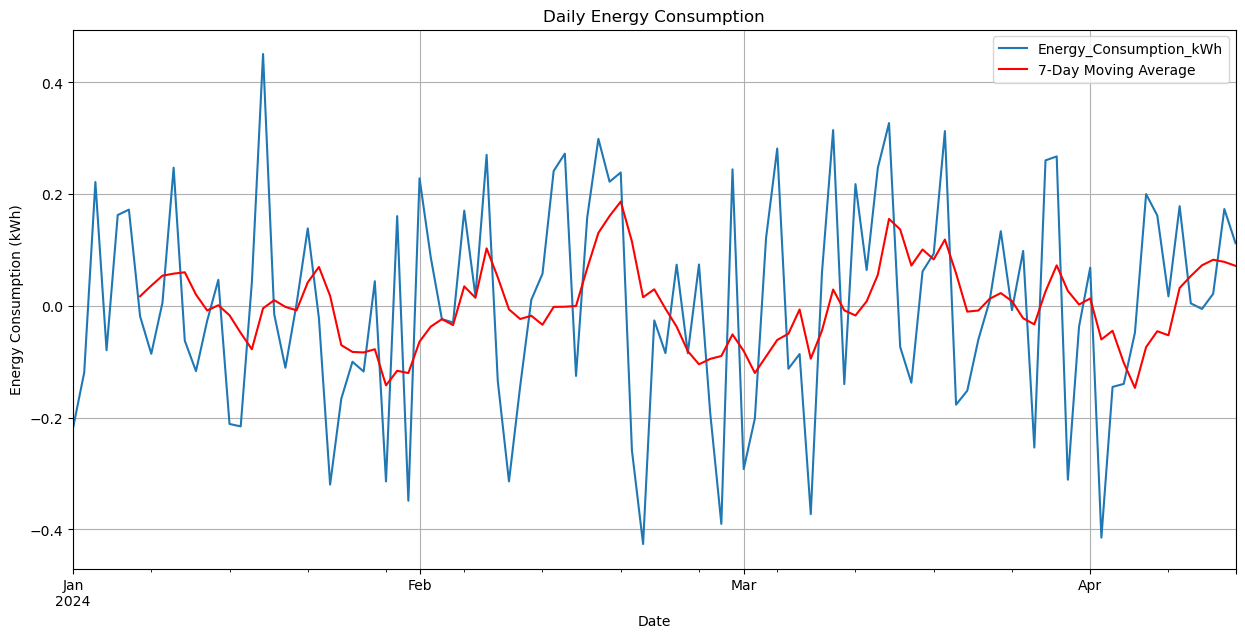 Daily Energy Consumption
Energy_Consumption_kWh
7-Day Moving Average
Energy Consumption (kWh)
0.4
0.2
0.0
−0.2
−0.4
Jan
2024
Feb
Mar
Apr
Date